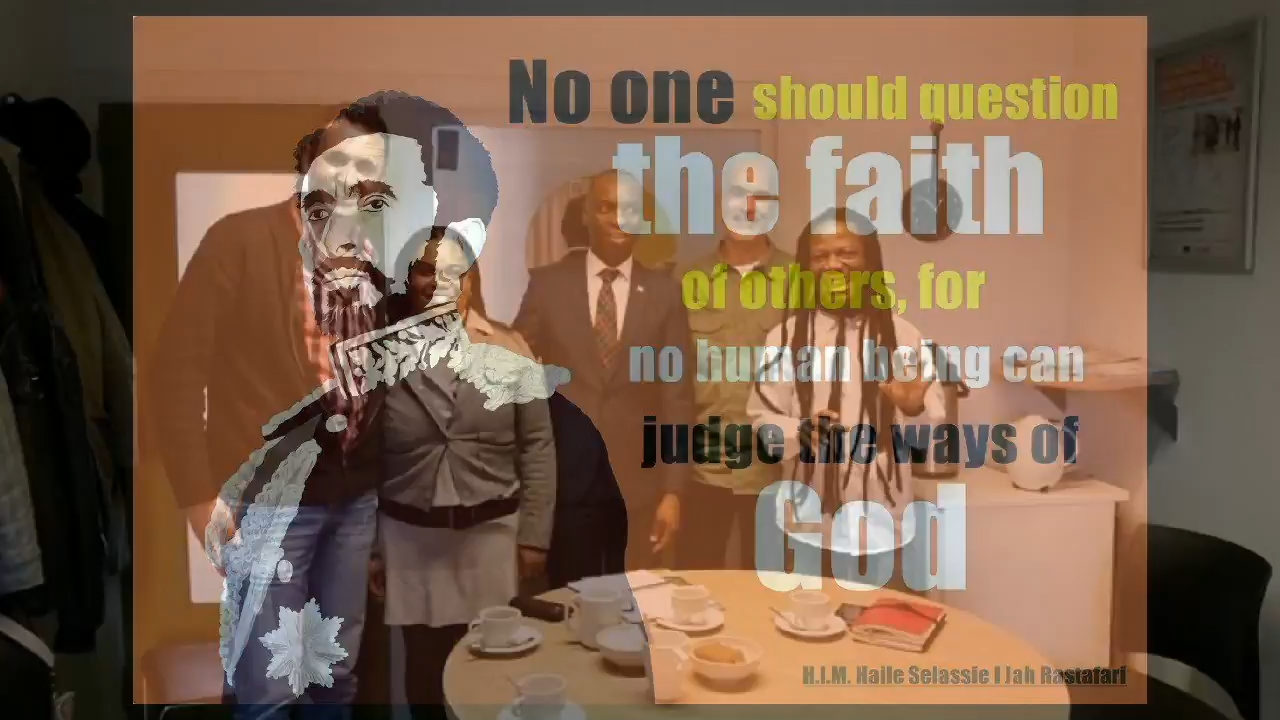 No one should question
the faith
of others, for
no human being can
judge the ways of
God
H.I.M. Haile Selassie I Jah Rastafari